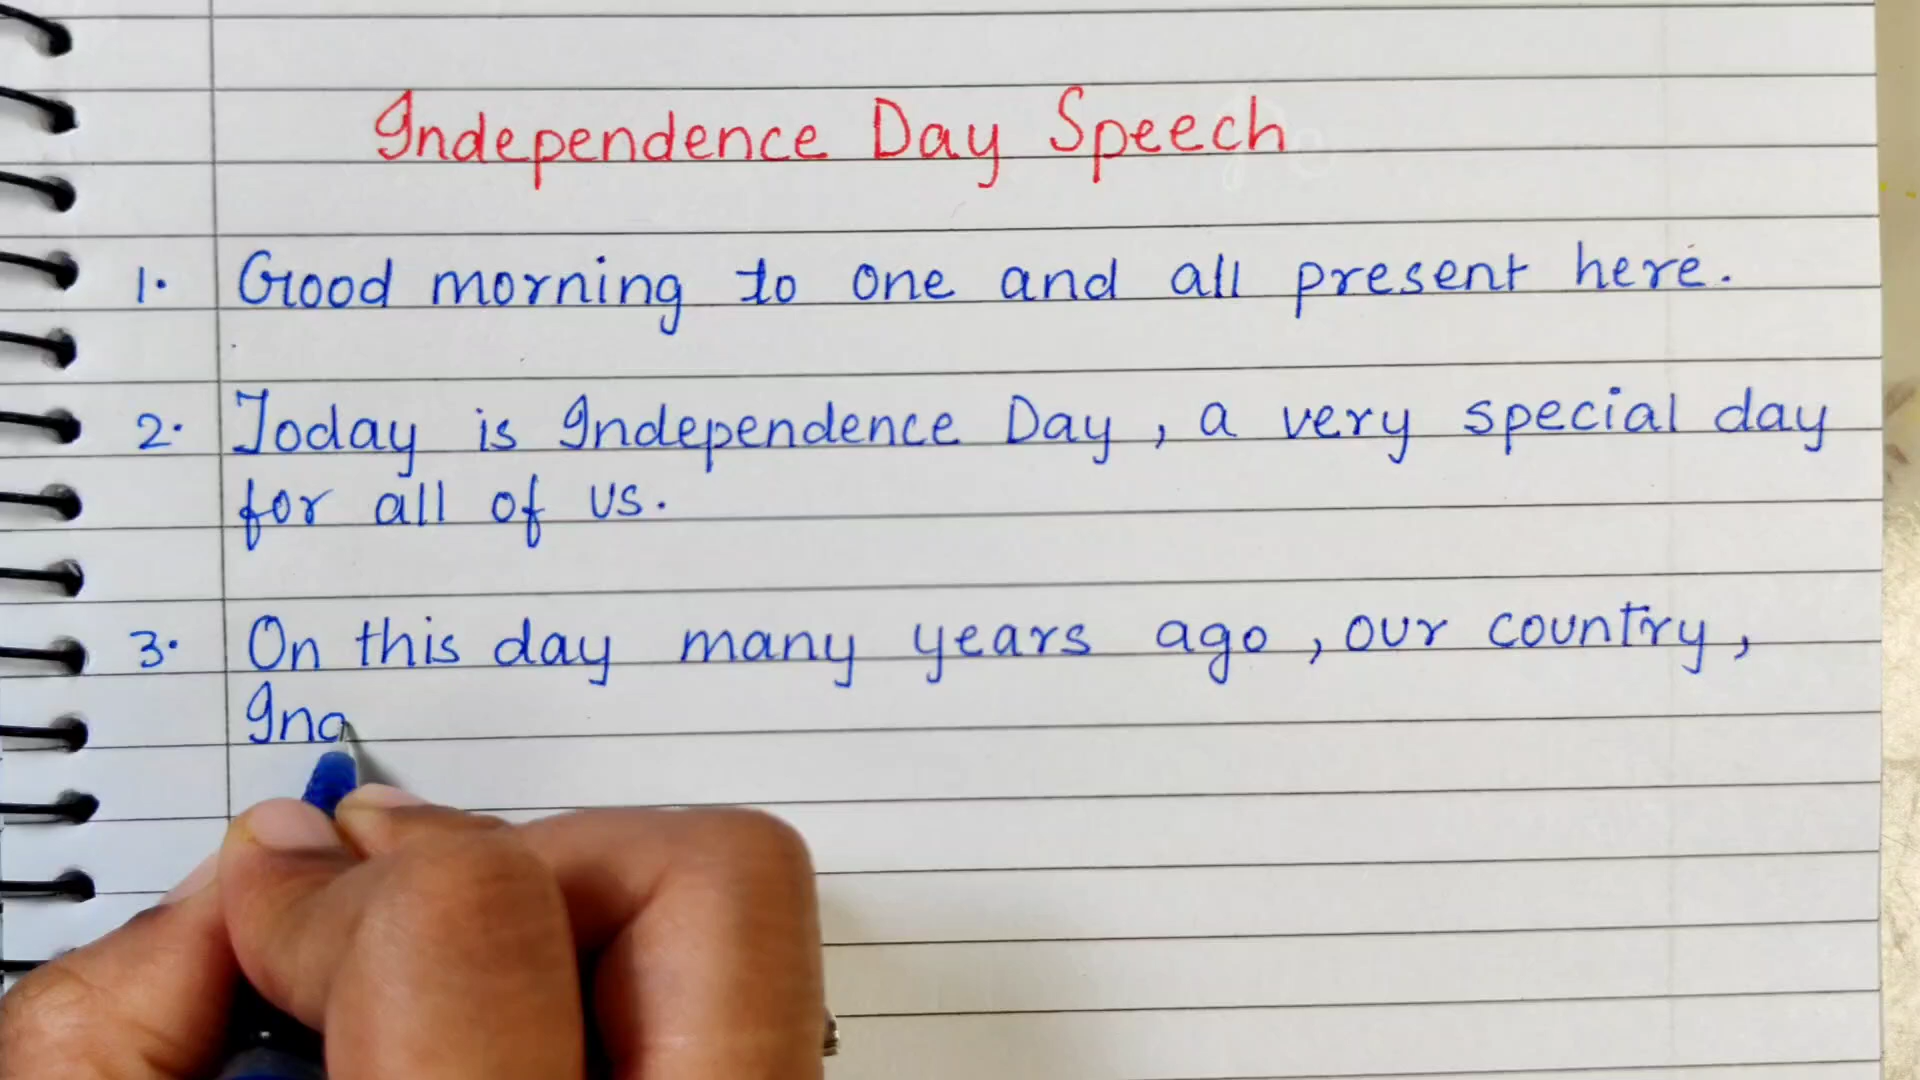 Independence Day Speech
1. Good morning to one and all present here.
2. Today is Independence Day, a very special day
for all of us.
3. On this day many years ago, our country,